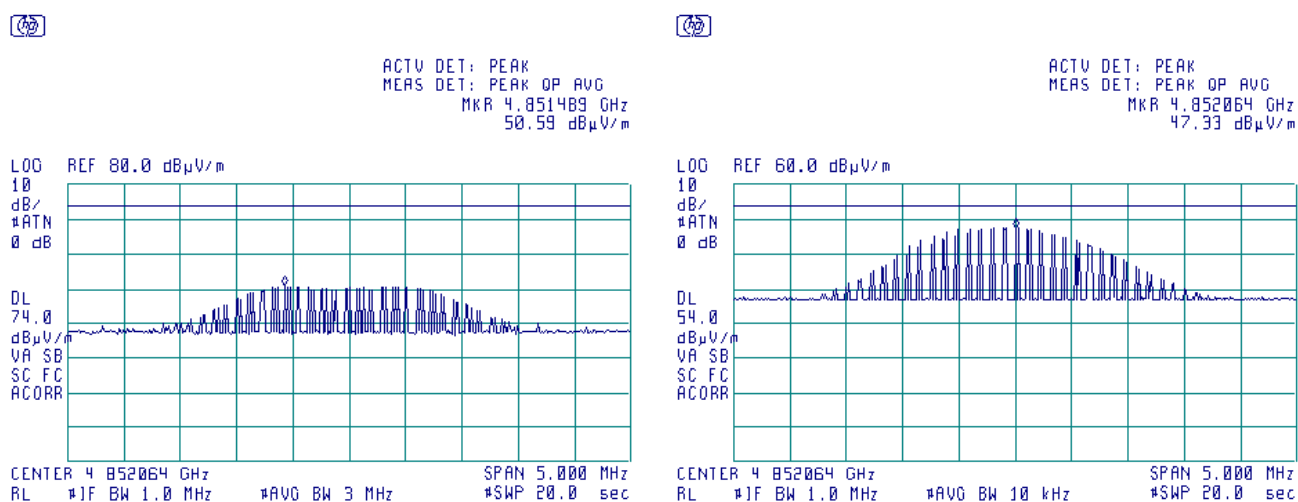 hp
ACTV DET: PEAK
MEAS DET: PEAK QP AVG
MKR 4.851489 GHz
50.59 dBµV/m
LOG REF 80.0 dBµV/m
10
dB/
#ATN
0 dB
DL
74.0
dBµV/m
VA SB
SC FC
ACORR
CENTER 4 852064 GHz SPAN 5.000 MHz
RL #IF BW 1.0 MHz #AVG BW 3 MHz #SWP 20.0 sec
hp
ACTV DET: PEAK
MEAS DET: PEAK QP AVG
MKR 4.852064 GHz
47.33 dBµV/m
LOG REF 60.0 dBµV/m
10
dB/
#ATN
0 dB
DL
54.0
dBµV/m
VA SB
SC FC
ACORR
CENTER 4 852064 GHz SPAN 5.000 MHz
RL #IF BW 1.0 MHz #AVG BW 10 kHz #SWP 20.0 sec